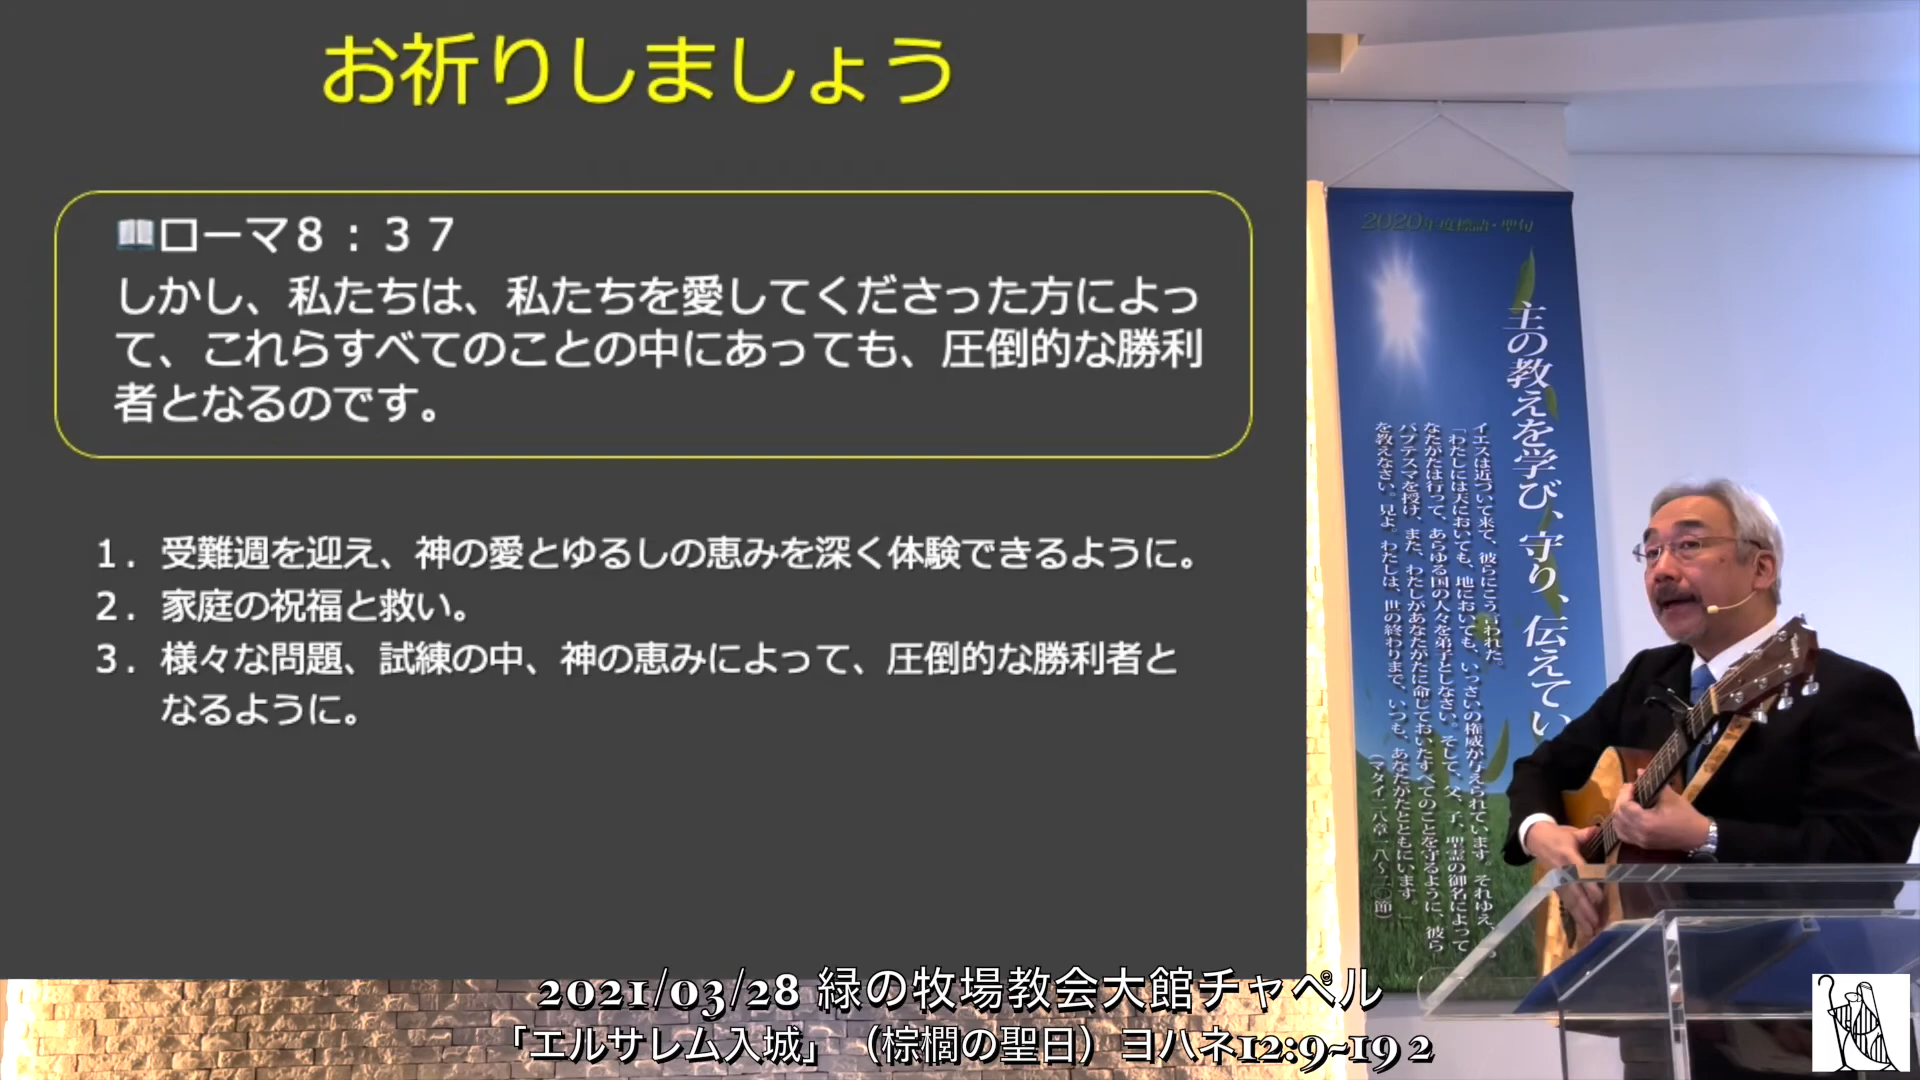 お祈りしましょう
📖ローマ8：37
しかし、私たちは、私たちを愛してくださった方によっ
て、これらすべてのことの中にあっても、圧倒的な勝利
者となるのです。
1．受難週を迎え、神の愛とゆるしの恵みを深く体験できるように。
2．家庭の祝福と救い。
3．様々な問題、試練の中、神の恵みによって、圧倒的な勝利者と
なるように。
2020年度標語・聖句
主の教えを学び、守り、伝えてい
イエスは近づいて来て、彼らにこう言われた。
「わたしには天においても、地においても、いっさいの権威が与えられています。それゆえ、
なたがたは行って、あらゆる国の人々を弟子としなさい。そして、父、子、聖霊の御名によって
バプテスマを授け、また、わたしがあなたがたに命じておいたすべてのことを守るように、彼ら
を教えなさい。見よ。わたしは、世の終わりまで、いつも、あなたがたとともにいます。」
（マタイ二八章一八〜二〇節）
2021/03/28 緑の牧場教会大館チャペル
「エルサレム入城」（棕櫚の聖日）ヨハネ12:9~19 2